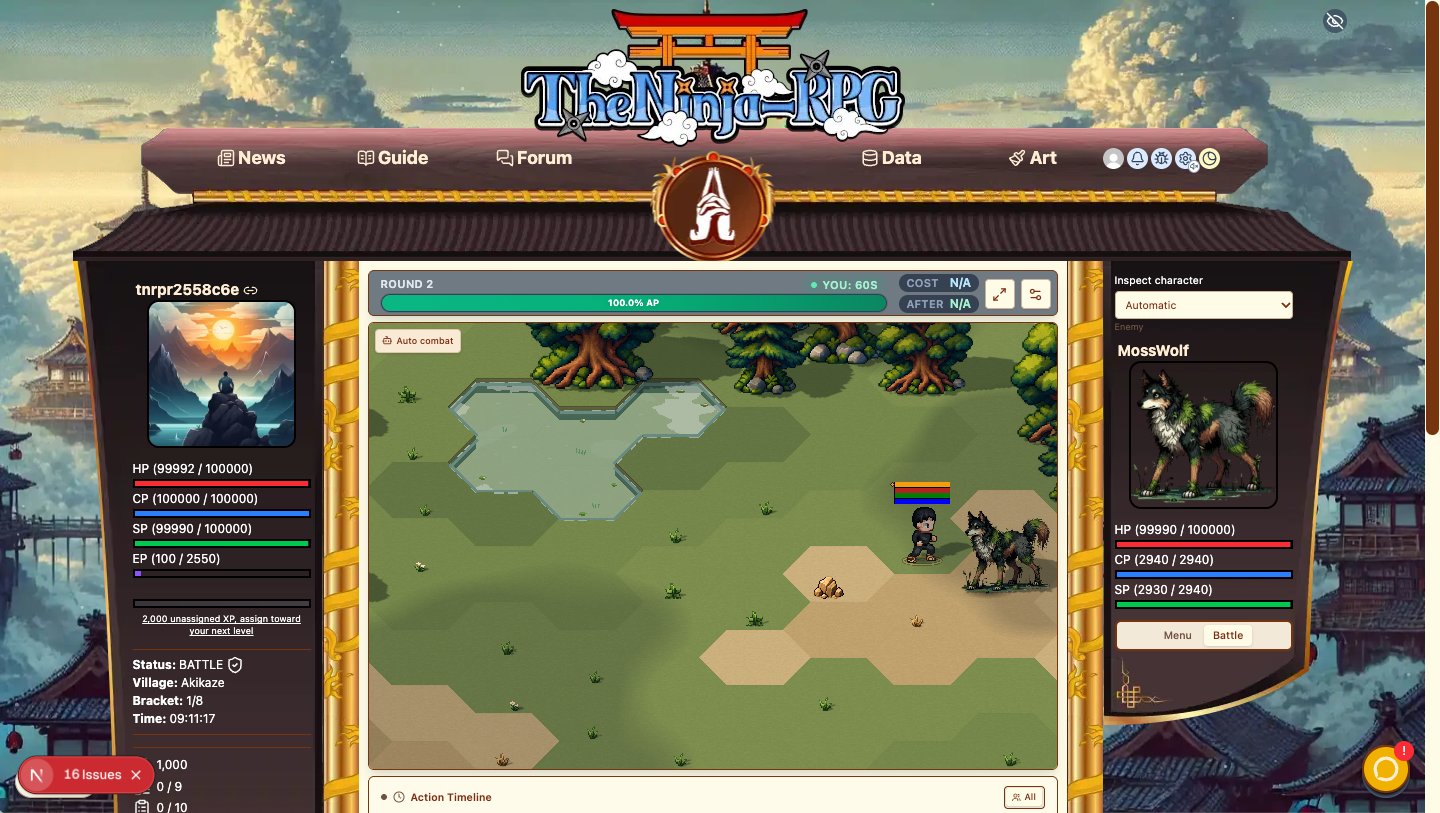 TheNinja-RPG
News
Guide
Forum
Data
Art
tnrpr2558c6e
HP (99992 / 100000)
CP (100000 / 100000)
SP (99990 / 100000)
EP (100 / 2550)
2,000 unassigned XP, assign toward
your next level
Status: BATTLE
Village: Akikaze
Bracket: 1/8
Time: 09:11:17
1,000
0 / 9
0 / 10
N 16 Issues
ROUND 2
YOU: 60S
100.0% AP
COST N/A
AFTER N/A
Auto combat
Action Timeline
All
Inspect character
Automatic
Enemy
MossWolf
HP (99990 / 100000)
CP (2940 / 2940)
SP (2930 / 2940)
Menu
Battle
!